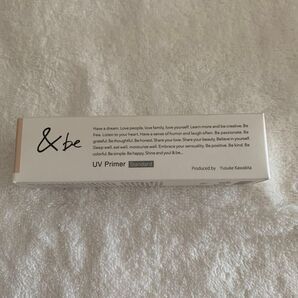 &be
Have a dream. Love people, love family, love yourself. Learn more and be creative. Be
free. Listen to your heart. Have a sense of humor and laugh often. Be passionate. Be
grateful. Be thoughtful. Be honest. Share your love. Share your beauty. Believe in yourself.
Sleep well, eat well, moisturize well. Embrace your sensuality. Be positive. Be kind. Be
colorful. Be simple. Be happy. Shine and you! & be...
UV Primer Standard
Produced by Yusuke Kawakita